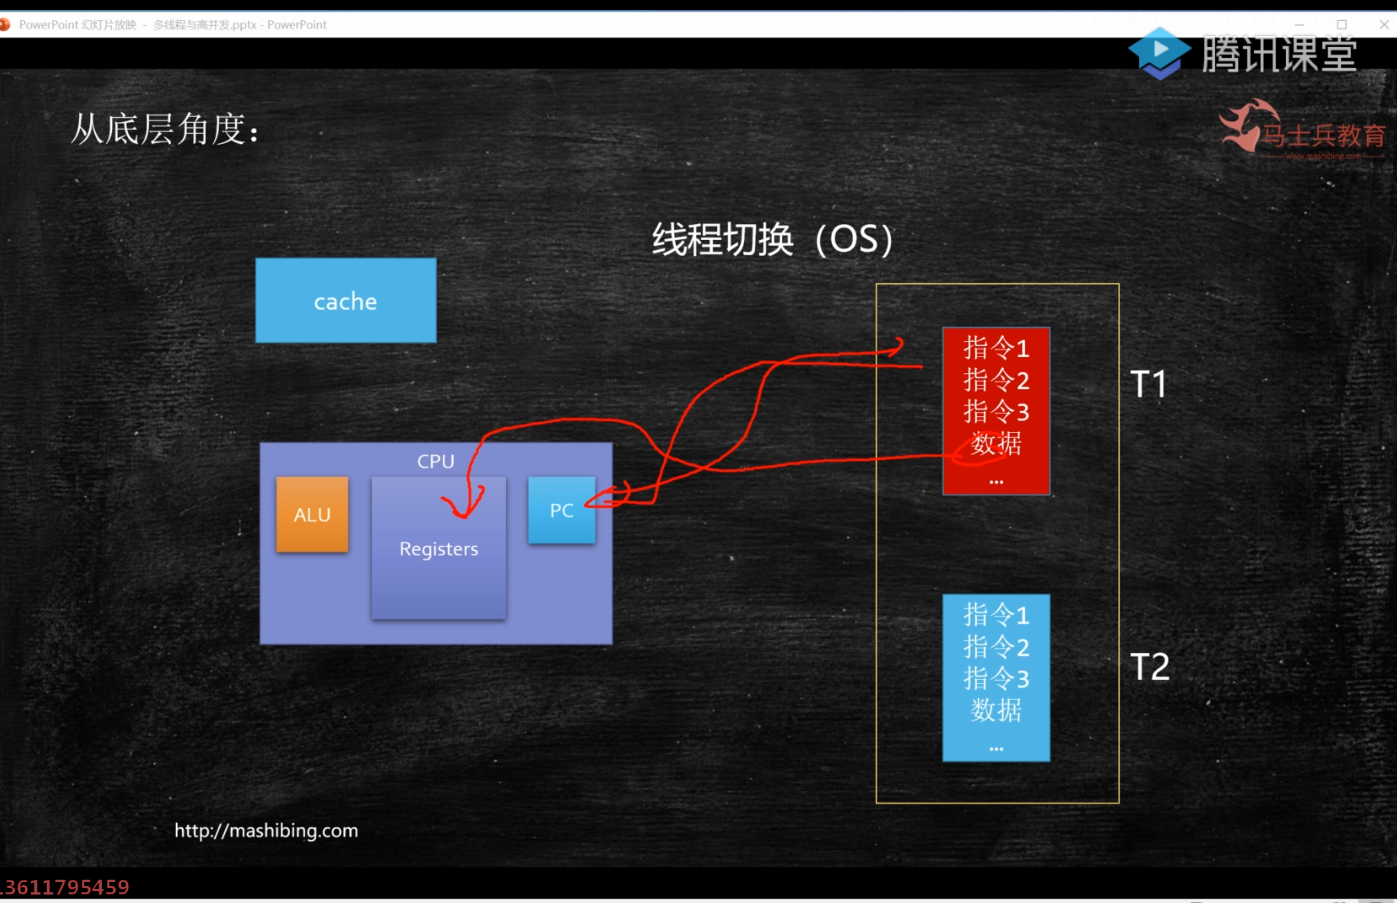 PowerPoint 幻灯片放映 - 多线程与高并发.pptx - PowerPoint
腾讯课堂
马士兵教育
www.mashibing.com
从底层角度：
线程切换（OS）
cache
CPU
ALU
Registers
PC
指令1
指令2
指令3
数据
...
T1
指令1
指令2
指令3
数据
...
T2
http://mashibing.com
13611795459